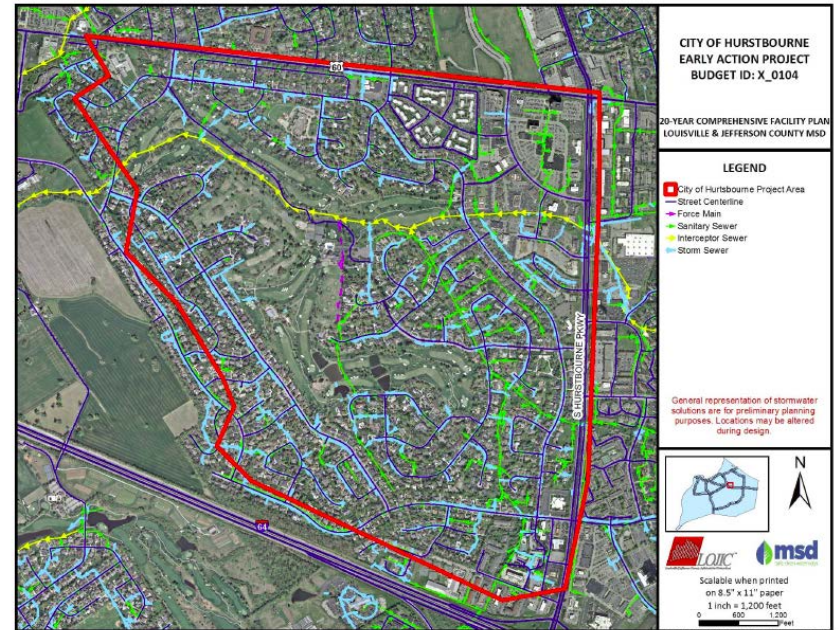 CITY OF HURSTBOURNE
EARLY ACTION PROJECT
BUDGET ID: X_0104
20-YEAR COMPREHENSIVE FACILITY PLAN
LOUISVILLE & JEFFERSON COUNTY MSD
LEGEND
City of Hurtsbourne Project Area
Street Centerline
Force Main
Sanitary Sewer
Interceptor Sewer
Storm Sewer
60
S HURSTBOURNE PKWY
64
General representation of stormwater
solutions are for preliminary planning
purposes. Locations may be altered
during design.
N
LOJIC
msd
Scalable when printed
on 8.5" x 11" paper
1 inch = 1,200 feet
0 600 1,200
Feet